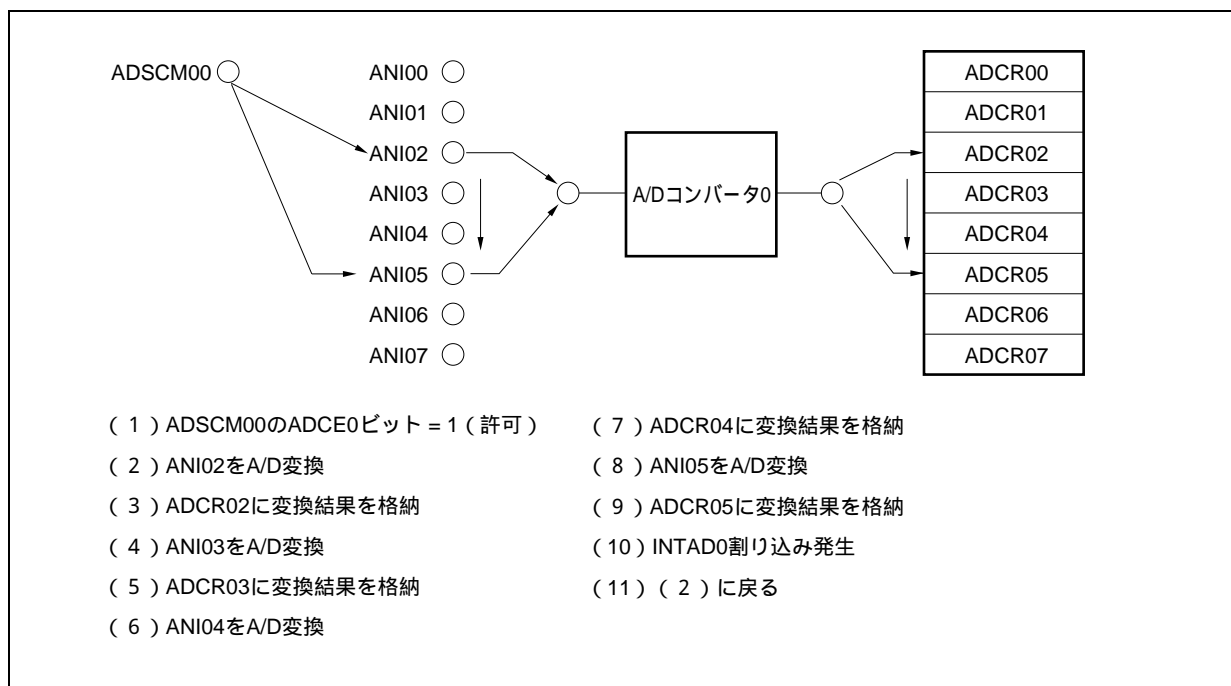 ADSCM00
ANI00
ANI01
ANI02
ANI03
ANI04
ANI05
ANI06
ANI07
A/Dコンバータ0
ADCR00
ADCR01
ADCR02
ADCR03
ADCR04
ADCR05
ADCR06
ADCR07
(1)ADSCM00のADCE0ビット = 1(許可)
(2)ANI02をA/D変換
(3)ADCR02に変換結果を格納
(4)ANI03をA/D変換
(5)ADCR03に変換結果を格納
(6)ANI04をA/D変換
(7)ADCR04に変換結果を格納
(8)ANI05をA/D変換
(9)ADCR05に変換結果を格納
(10)INTAD0割り込み発生
(11)(2)に戻る